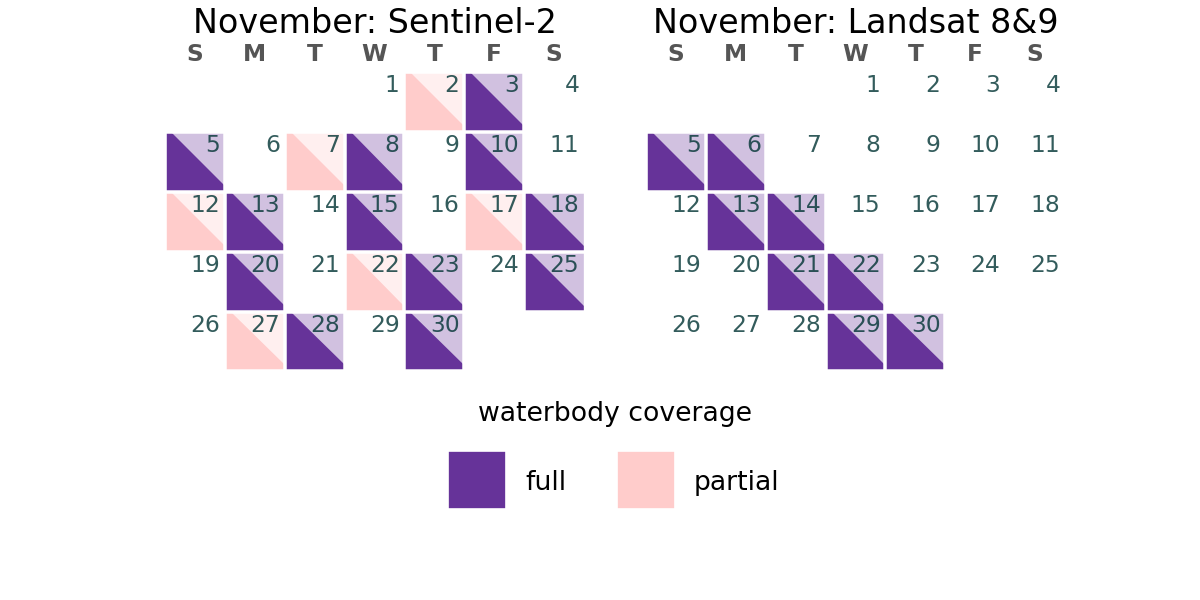 November: Sentinel-2
S M T W T F S
1 2 3 4
5 6 7 8 9 10 11
12 13 14 15 16 17 18
19 20 21 22 23 24 25
26 27 28 29 30
November: Landsat 8&9
S M T W T F S
1 2 3 4
5 6 7 8 9 10 11
12 13 14 15 16 17 18
19 20 21 22 23 24 25
26 27 28 29 30
waterbody coverage
full partial